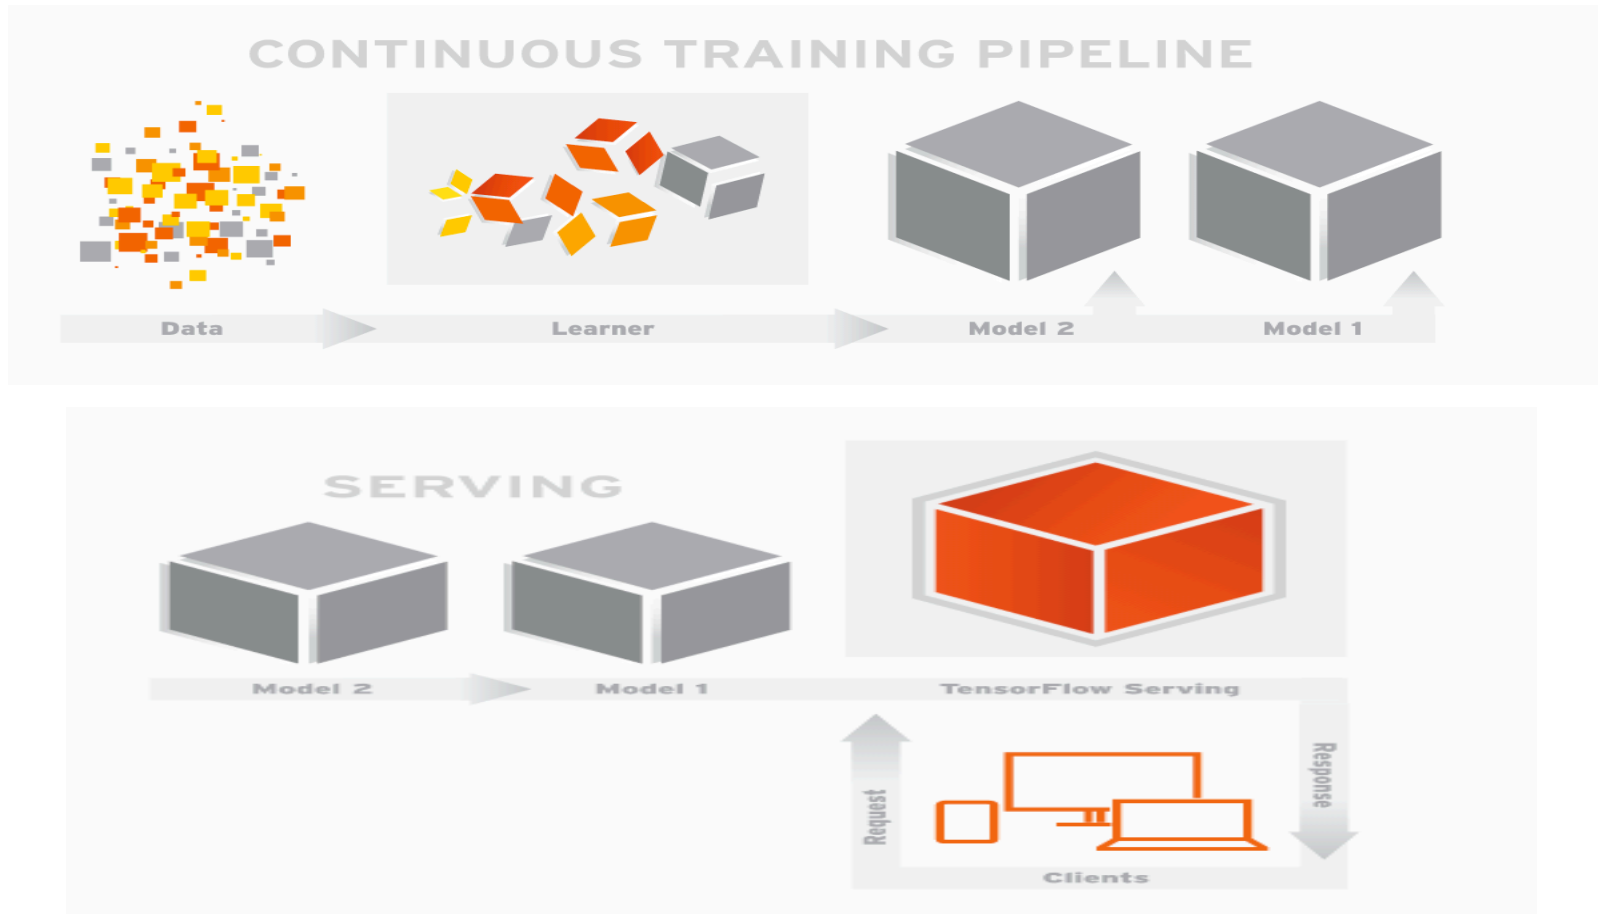 CONTINUOUS TRAINING PIPELINE
Data
Learner
Model 2
Model 1
SERVING
Model 2
Model 1
TensorFlow Serving
Request
Response
Clients